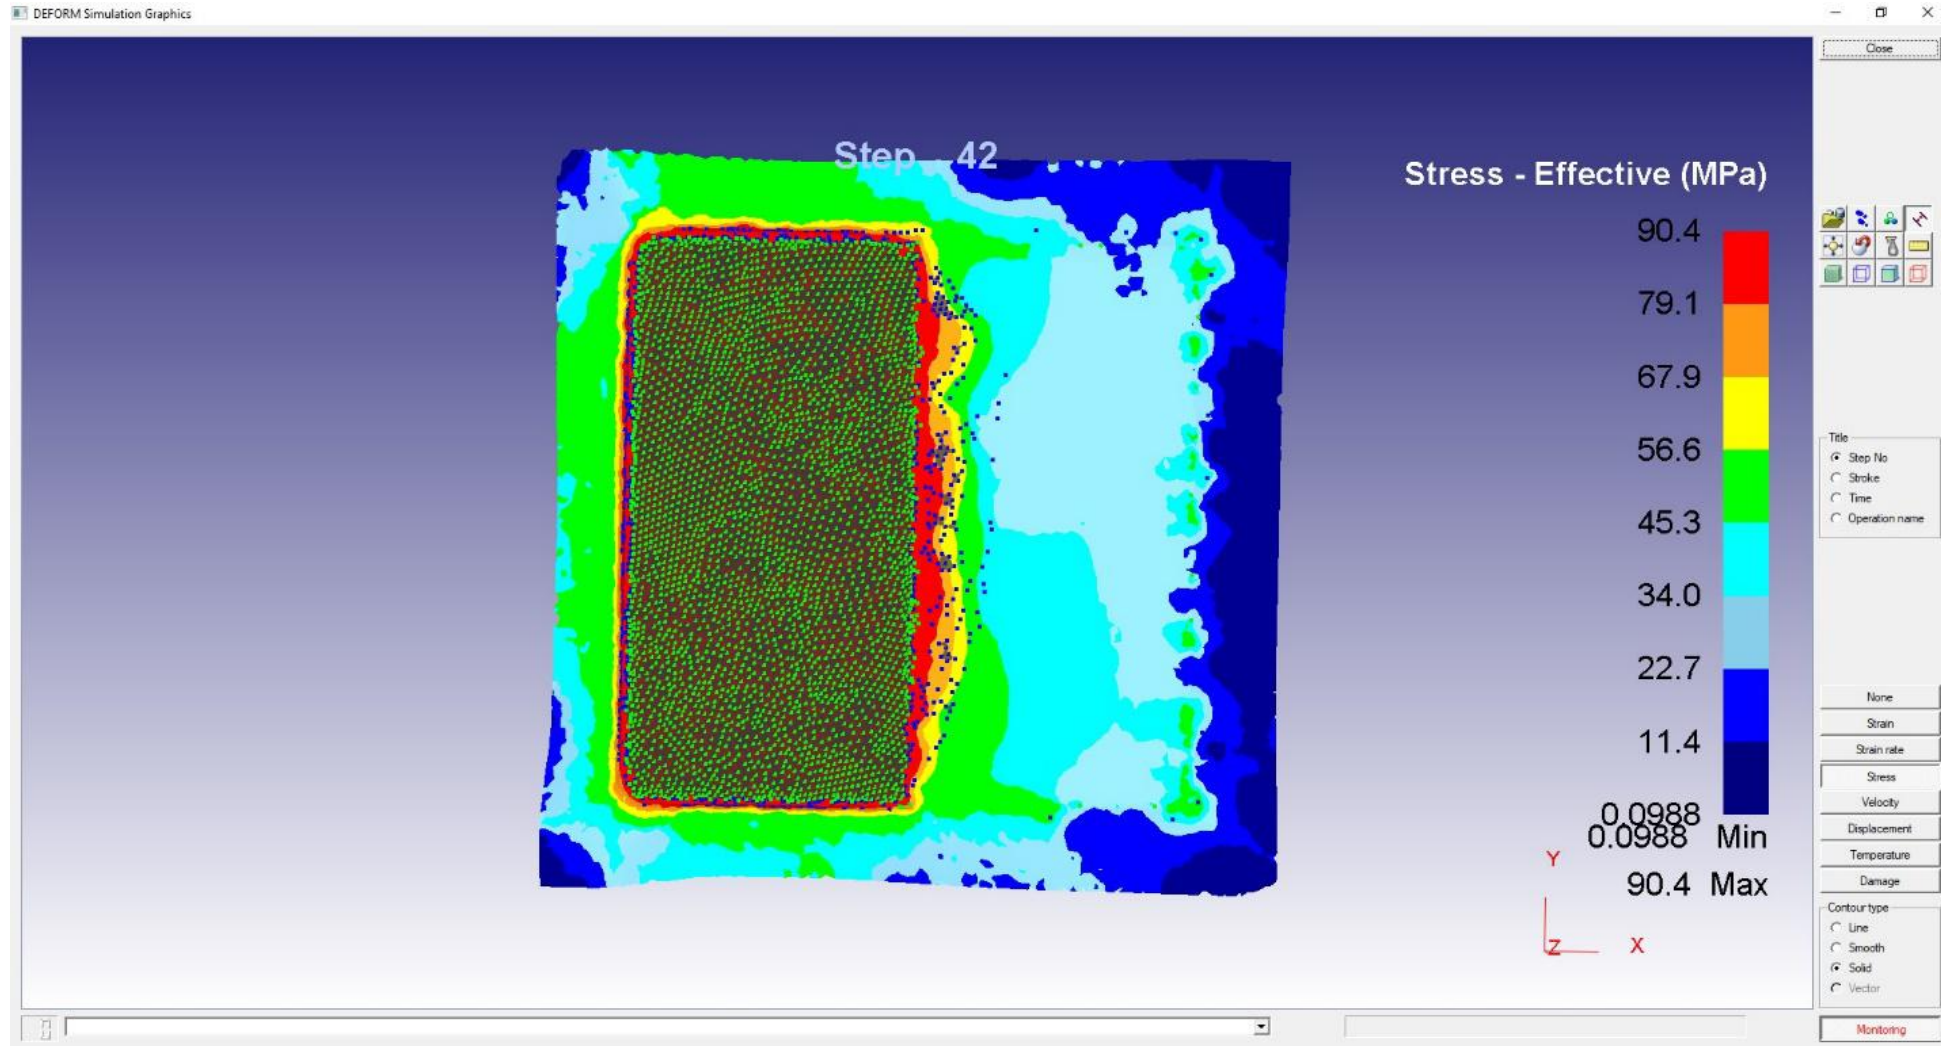 DEFORM Simulation Graphics
Close
Step 42
Stress - Effective (MPa)
90.4
79.1
67.9
56.6
45.3
34.0
22.7
11.4
0.0988
0.0988 Min
90.4 Max
Y
Z X
Title
Step No
Stroke
Time
Operation name
None
Strain
Strain rate
Stress
Velocity
Displacement
Temperature
Damage
Contour type
Line
Smooth
Solid
Vector
Monitoring